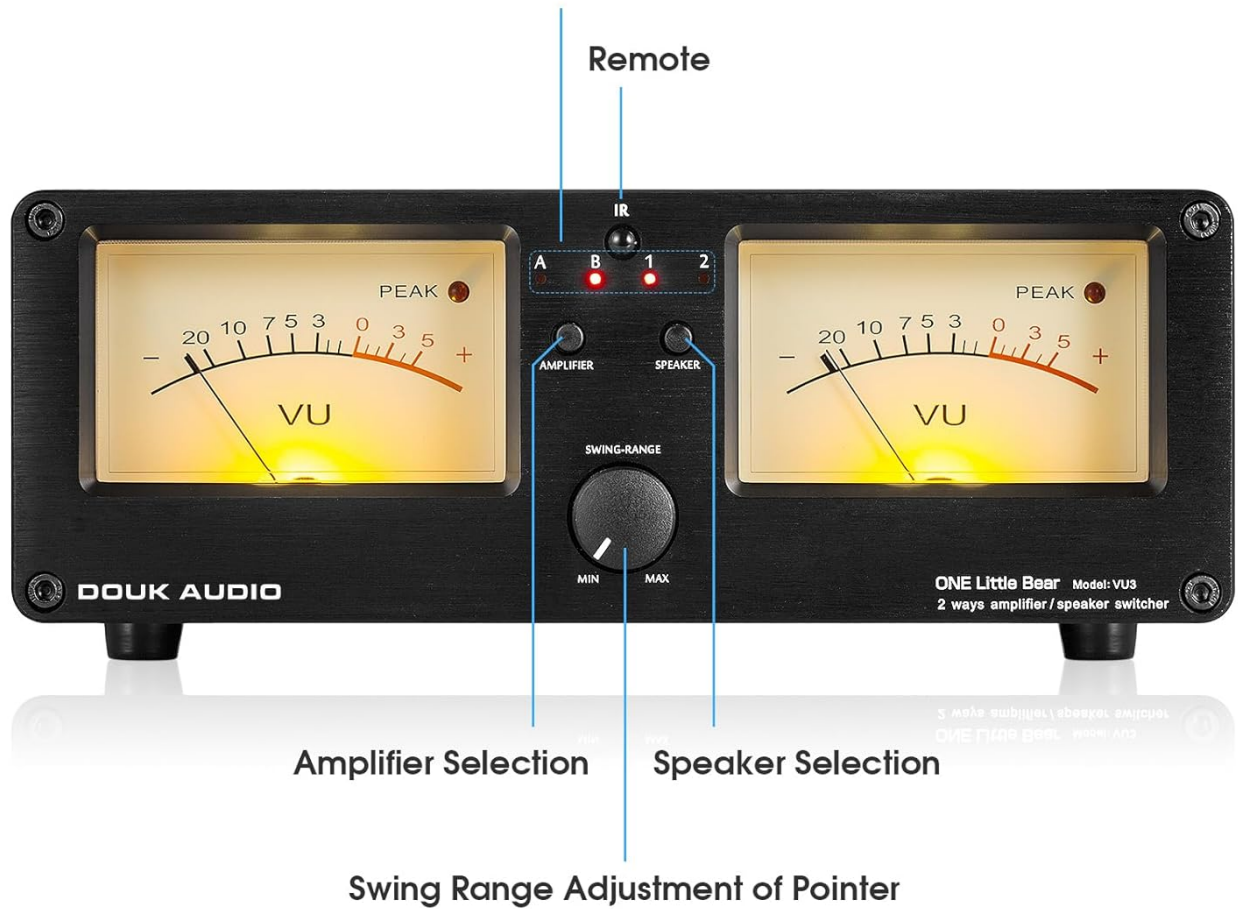 Remote
IR
A B 1 2
PEAK
20 10 7 5 3 0 3 5
- +
VU
PEAK
20 10 7 5 3 0 3 5
- +
VU
AMPLIFIER SPEAKER
SWING-RANGE
MIN MAX
DOUK AUDIO
ONE Little Bear Model: VU3
2 ways amplifier/speaker switcher
Amplifier Selection Speaker Selection
Swing Range Adjustment of Pointer